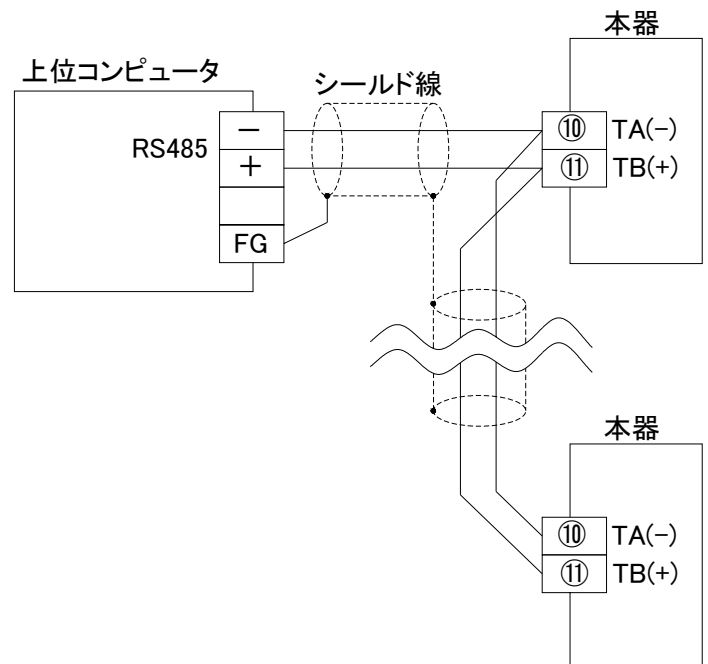 本器
上位コンピュータ
シールド線
RS485
−
+
FG
⑩ TA(−)
⑪ TB(+)
本器
⑩ TA(−)
⑪ TB(+)